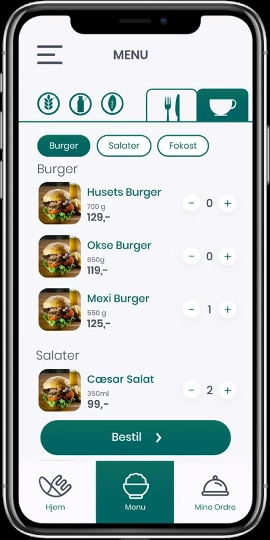 MENU
Burger Salater Fokost
Burger
Husets Burger
700 g
129,-
- 0 +
Okse Burger
650g
119,-
- 0 +
Mexi Burger
550 g
125,-
- 1 +
Salater
Cæsar Salat
350ml
99,-
- 2 +
Bestil
Hjem Menu Mine Ordre